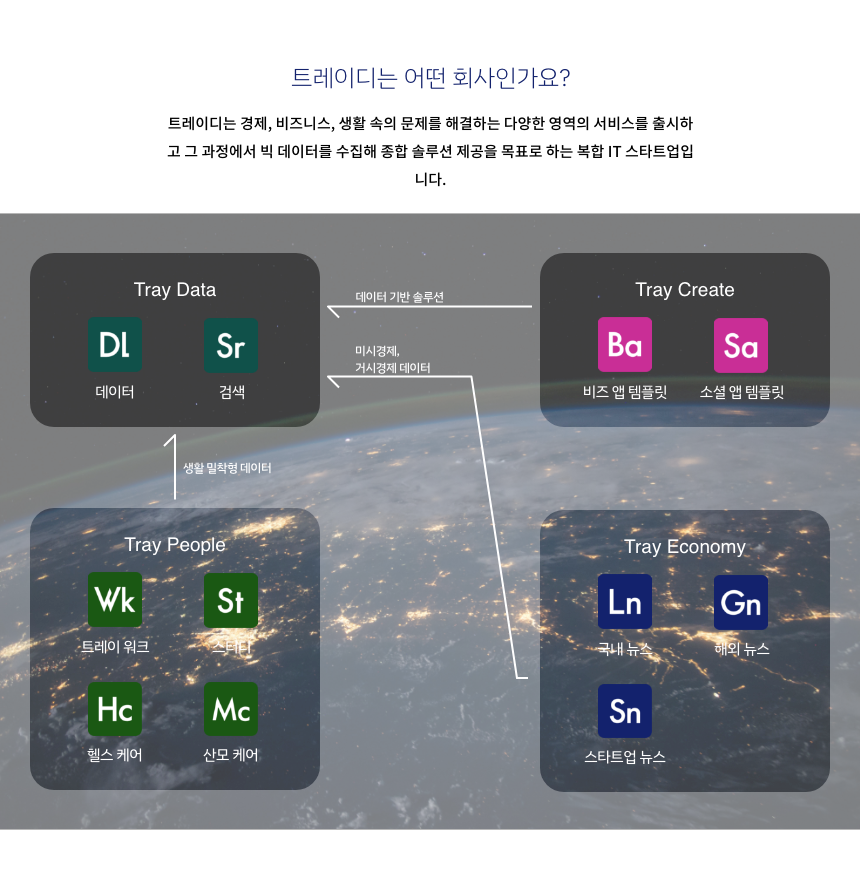 트레이디는 어떤 회사인가요?
트레이디는 경제, 비즈니스, 생활 속의 문제를 해결하는 다양한 영역의 서비스를 출시하
고 그 과정에서 빅 데이터를 수집해 종합 솔루션 제공을 목표로 하는 복합 IT 스타트업입
니다.
Tray Data
Dl
Sr
데이터
검색
데이터 기반 솔루션
미시경제,
거시경제 데이터
Tray Create
Ba
Sa
비즈 앱 템플릿
소셜 앱 템플릿
생활 밀착형 데이터
Tray People
Wk
St
트레이 워크
스터디
Hc
Mc
헬스 케어
산모 케어
Tray Economy
Ln
Gn
국내 뉴스
해외 뉴스
Sn
스타트업 뉴스